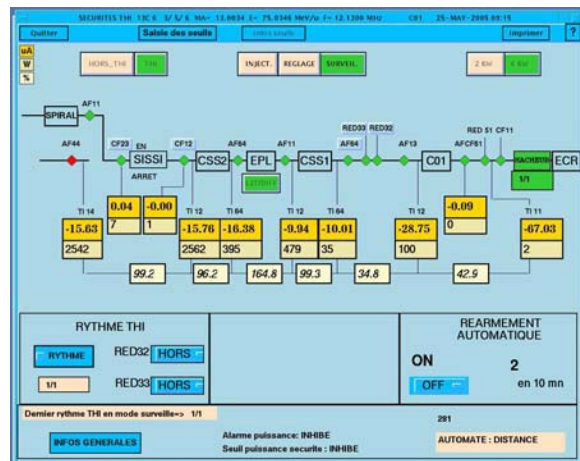 SECURITES THI 13C 6 3/ 5/ 6 MA= 13.0034 E= 75.0346 MeV/u F= 12.1300 MHz C01 25-MAY-2005 09:15
Quitter Saisie des seuils Infos seuils Imprimer ?
uA
W
%
HORS_THI THI INJECT. REGLAGE SURVEIL. 2 KW 6 KW
SPIRAL AF11
RED33 RED32 RED 51 CF11
AF44 CF23 EN CF12 AF64 AF11 AF64 AF13 AFCF61
SISSI CSS2 EPL CSS1 C01 HACHEUR ECR
ARRET 1/1
0.04 -0.00 -0.09
7 1 0
TI 14 TI 12 TI 64 TI 12 TI 64 TI 12 TI 11
-15.63 -15.76 -16.38 -9.94 -10.01 -28.75 -67.03
2542 2562 395 479 35 100 2
99.2 96.2 164.8 99.3 34.8 42.9
RYTHME THI
RYTHME RED32 HORS
1/1 RED33 HORS
REARMEMENT
AUTOMATIQUE
ON 2
OFF en 10 mn
Dernier rythme THI en mode surveille=> 1/1
281
INFOS GENERALES
Alarme puissance: INHIBE
Seuil puissance securite : INHIBE
AUTOMATE : DISTANCE